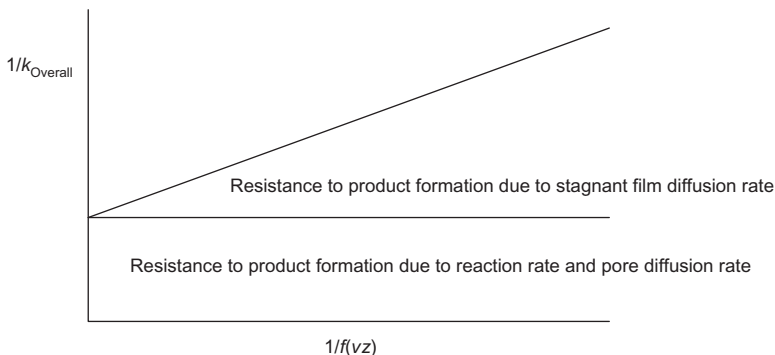 1/kOverall
Resistance to product formation due to stagnant film diffusion rate
Resistance to product formation due to reaction rate and pore diffusion rate
1/f(vz)